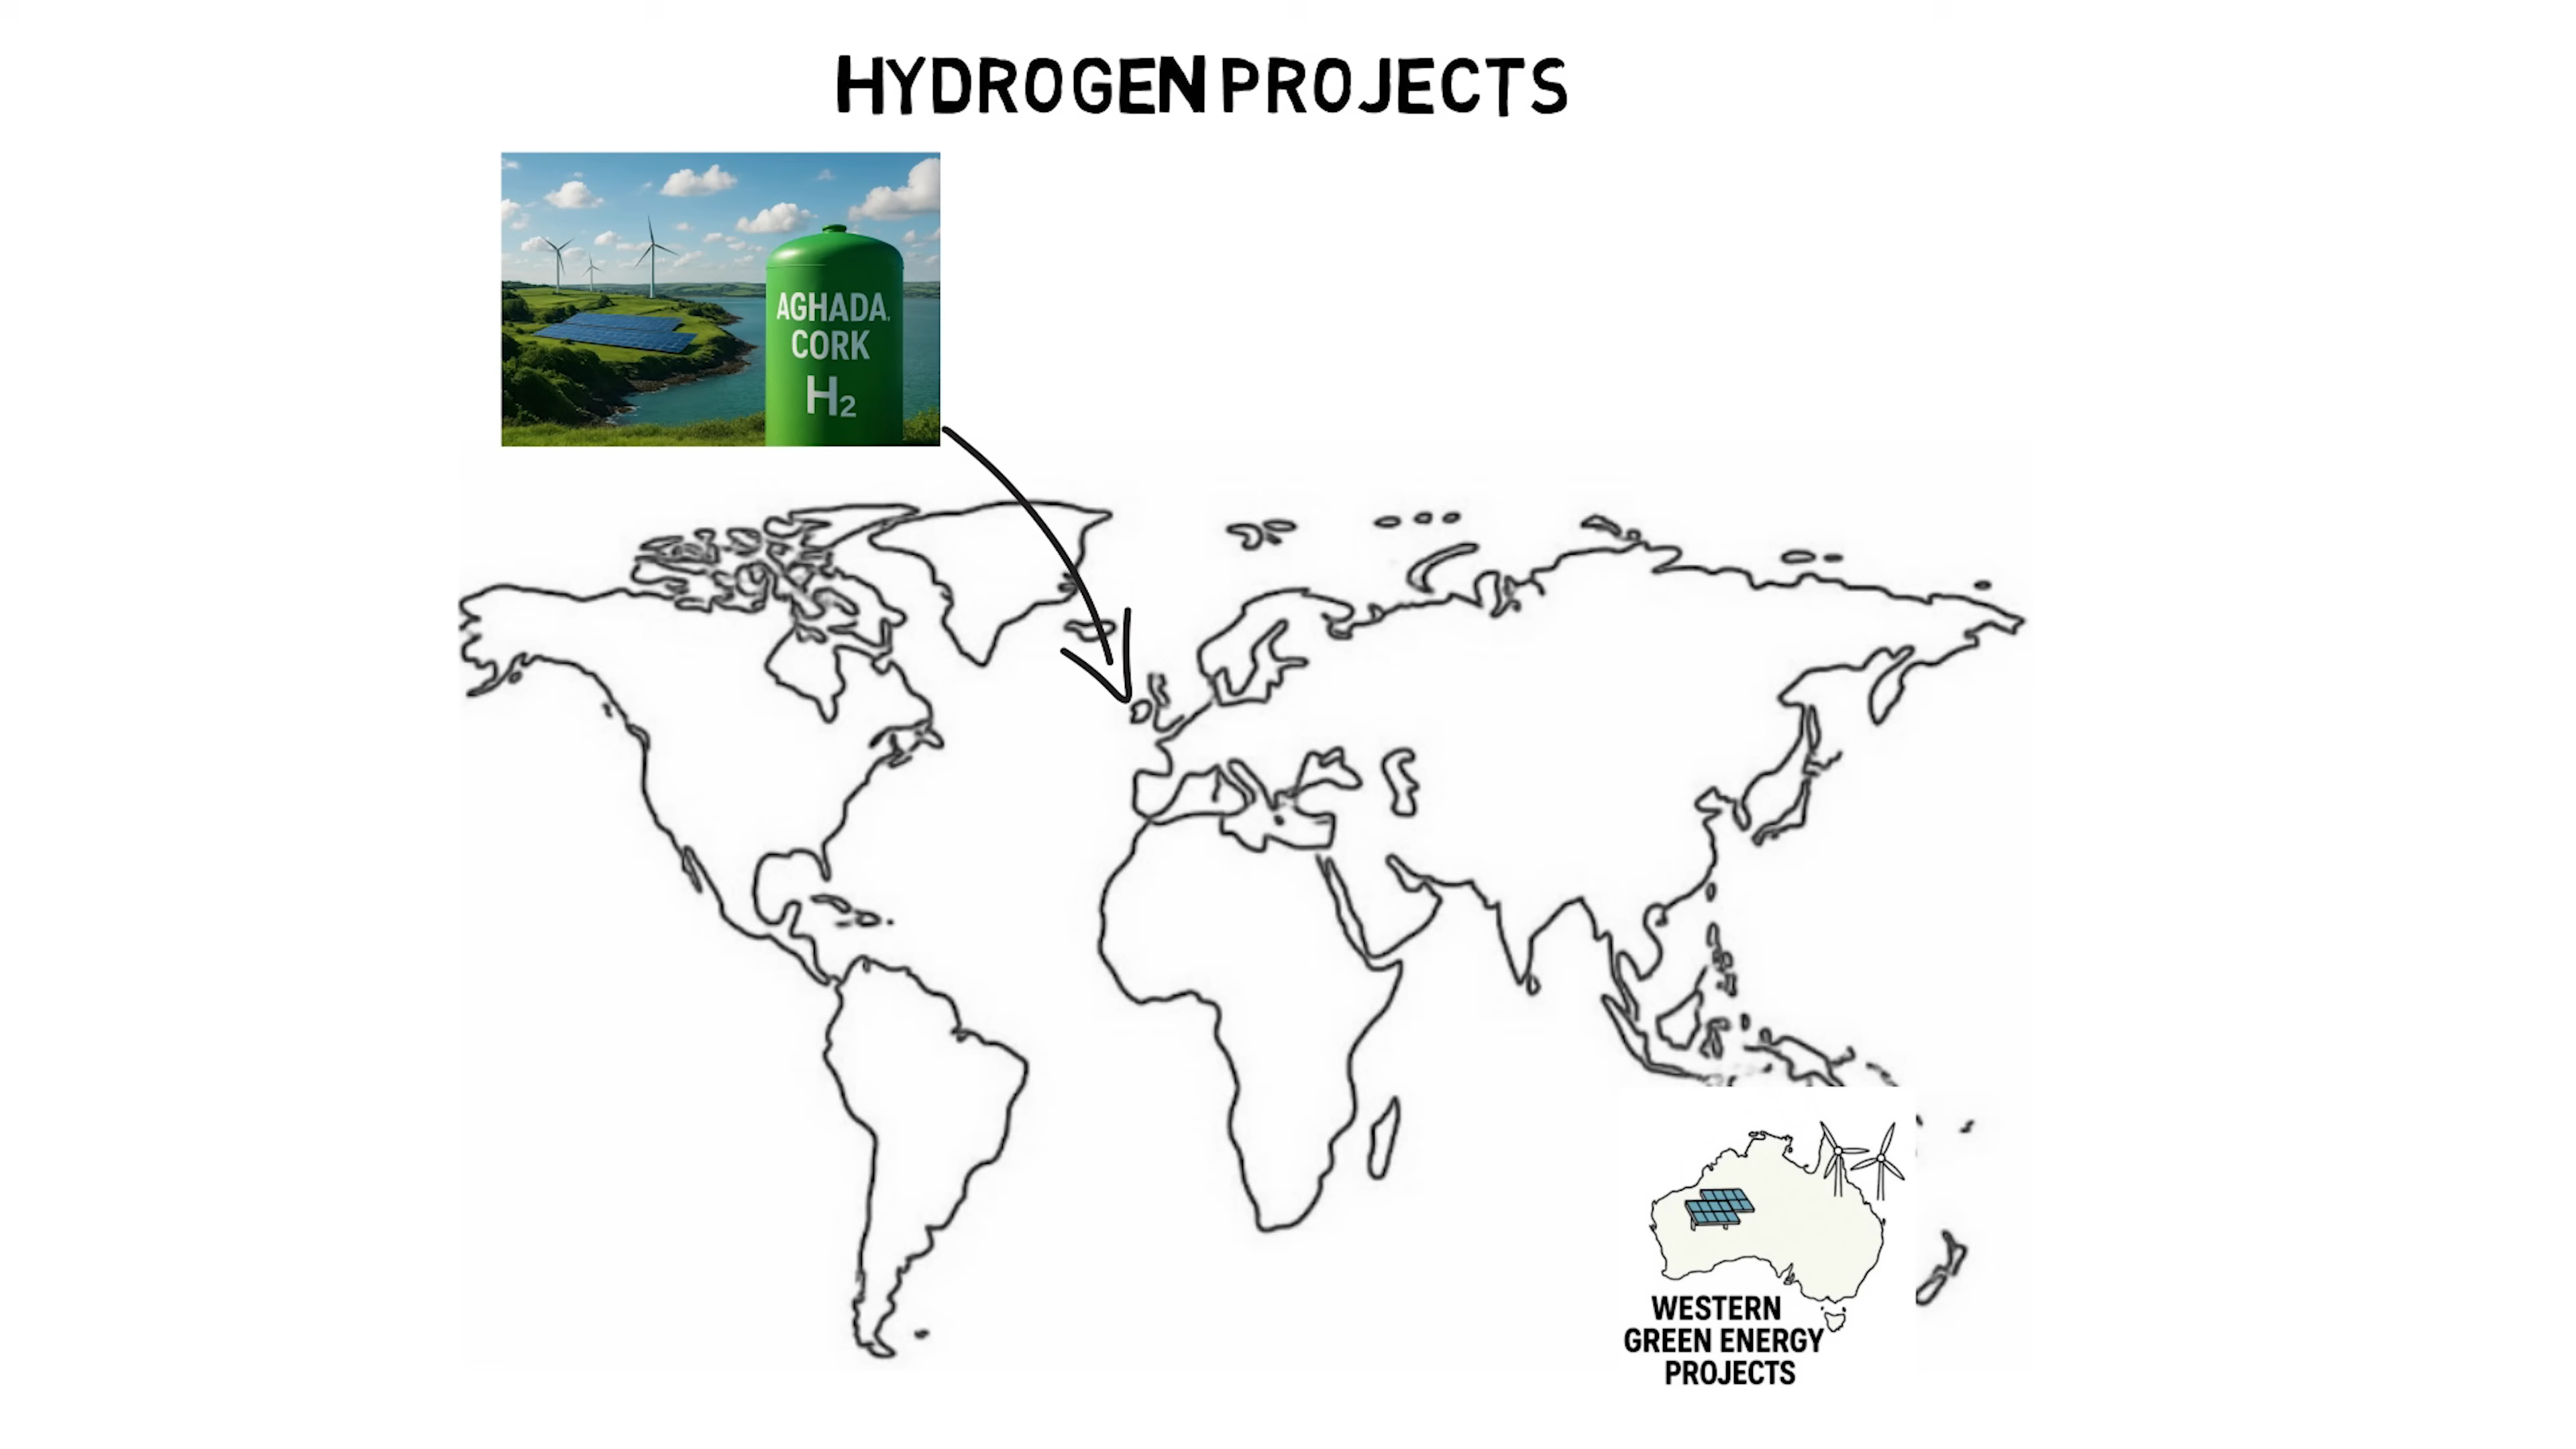 HYDROGEN PROJECTS
AGHADA,
CORK
H₂
WESTERN
GREEN ENERGY
PROJECTS